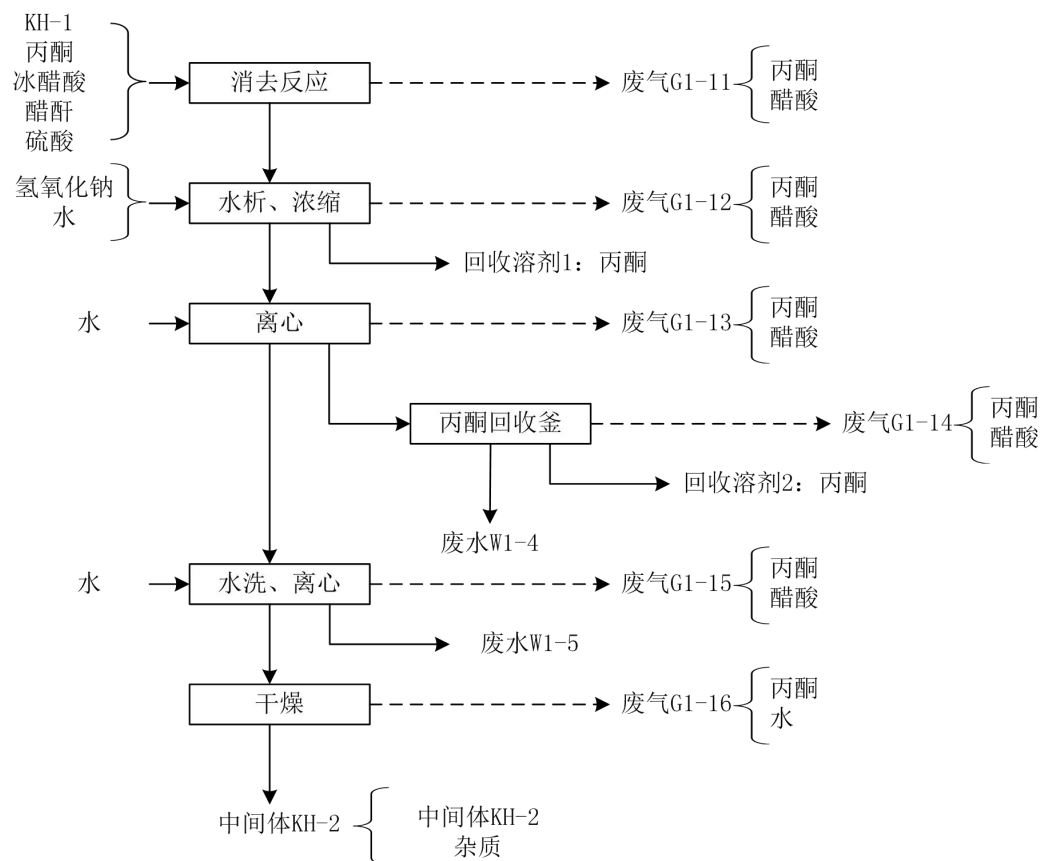 KH-1
丙酮
冰醋酸
醋酐
硫酸
消去反应
废气G1-11
丙酮
醋酸
氢氧化钠
水
水析、浓缩
废气G1-12
丙酮
醋酸
回收溶剂1：丙酮
水
离心
废气G1-13
丙酮
醋酸
丙酮回收釜
废气G1-14
丙酮
醋酸
回收溶剂2：丙酮
废水W1-4
水
水洗、离心
废气G1-15
丙酮
醋酸
废水W1-5
干燥
废气G1-16
丙酮
水
中间体KH-2
中间体KH-2
杂质